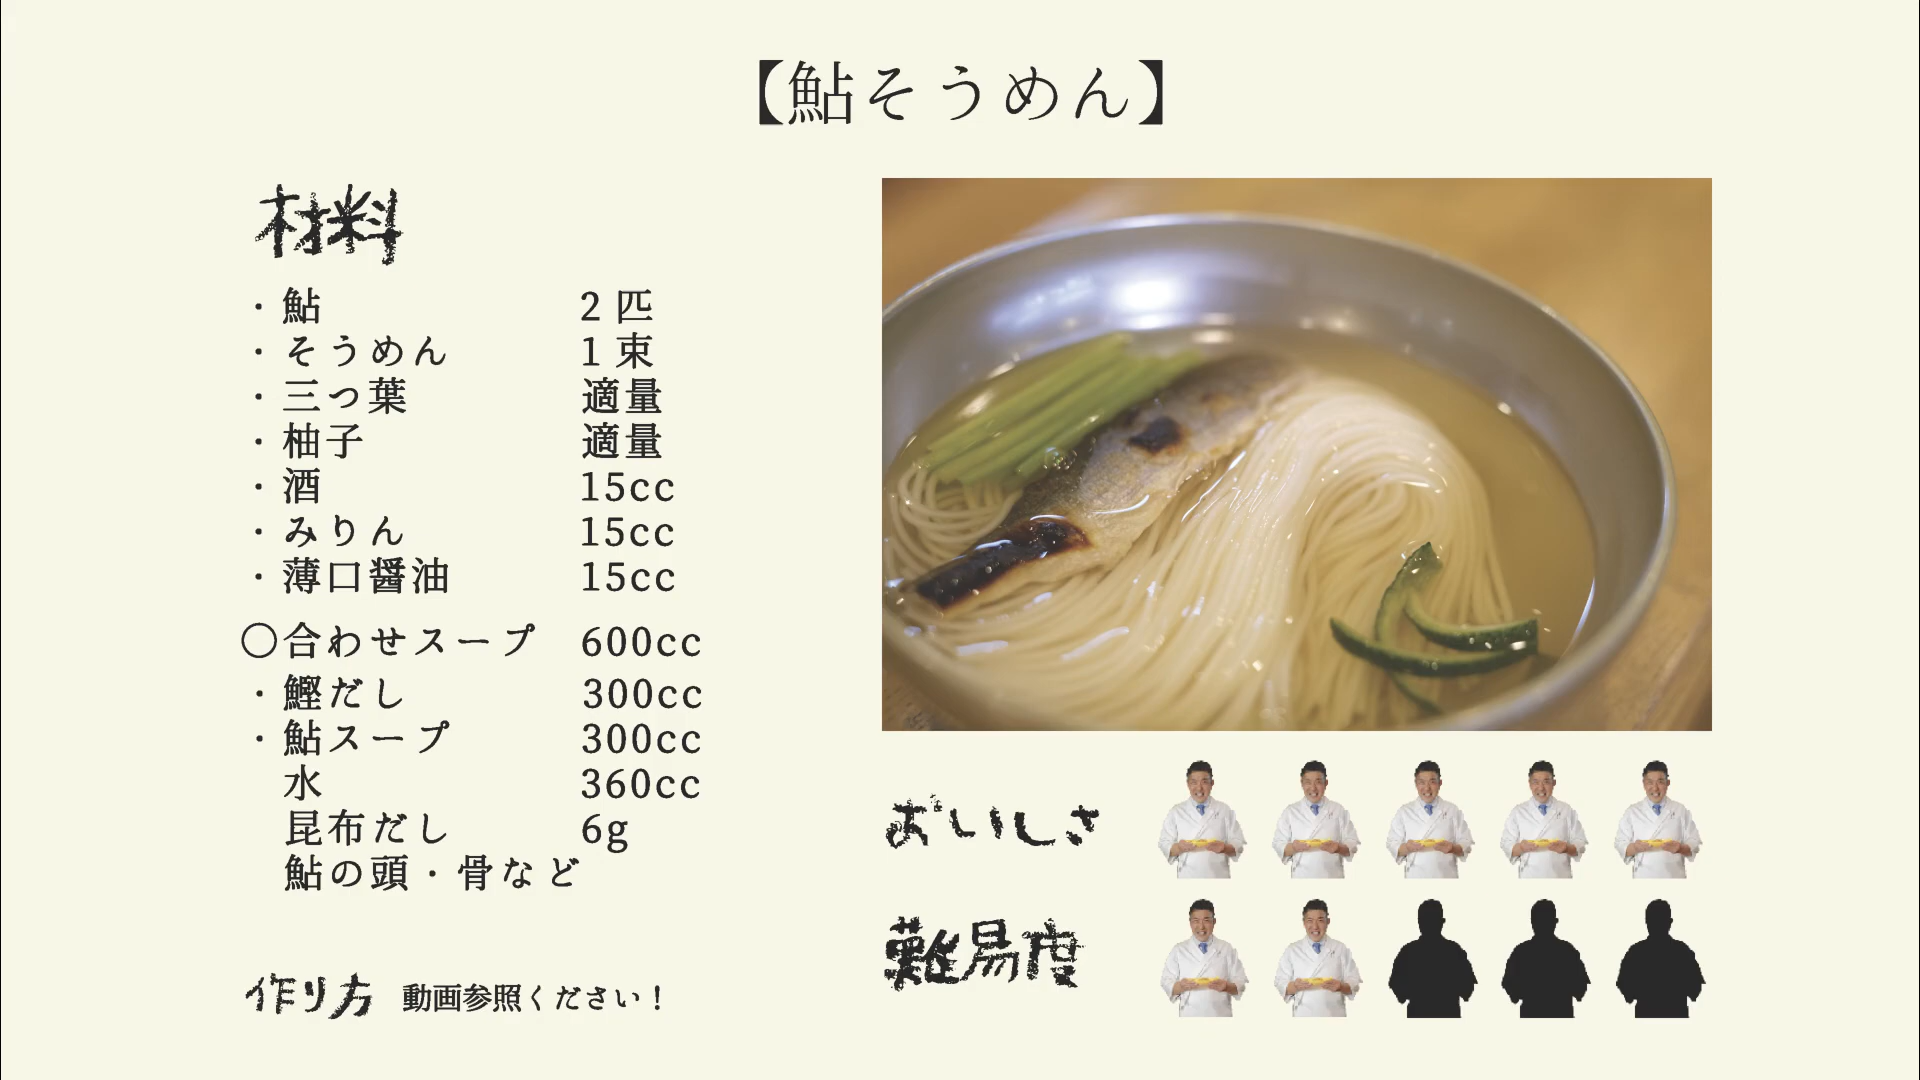 【鮎そうめん】
材料
・鮎 2匹
・そうめん 1束
・三つ葉 適量
・柚子 適量
・酒 15cc
・みりん 15cc
・薄口醤油 15cc
〇合わせスープ 600cc
・鰹だし 300cc
・鮎スープ 300cc
水 360cc
昆布だし 6g
鮎の頭・骨など
作り方 動画参照ください！
おいしさ
難易度